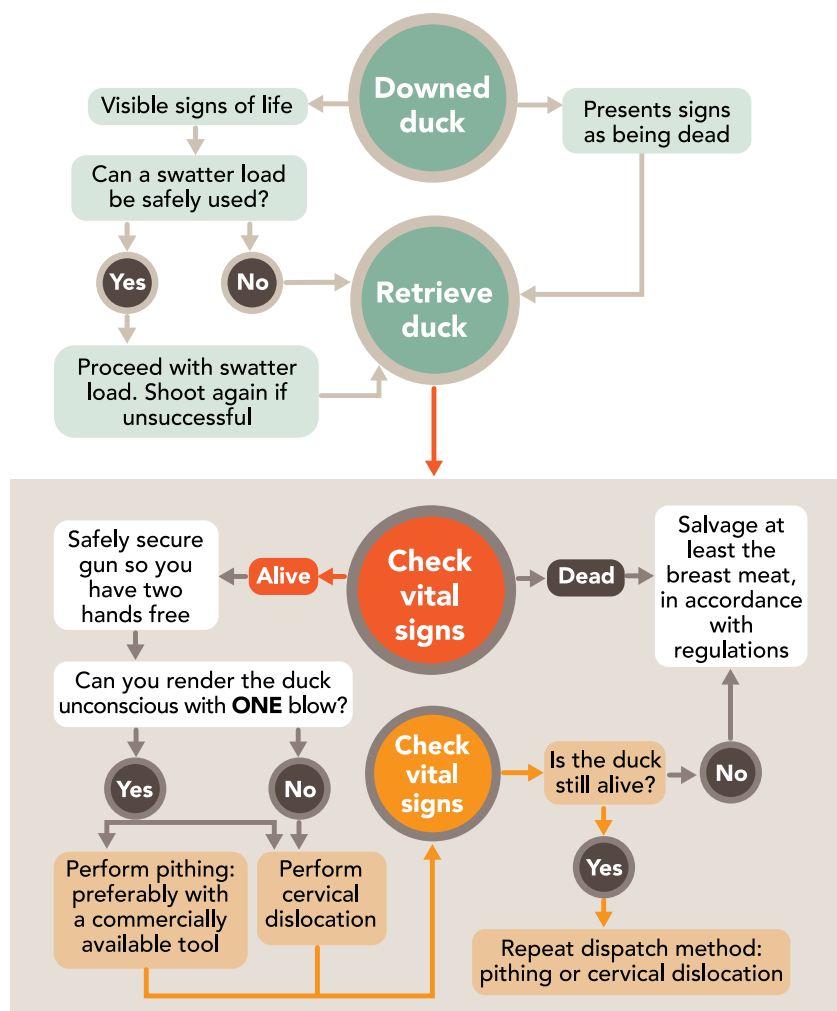 Downed
duck
Visible signs of life
Presents signs
as being dead
Can a swatter load
be safely used?
Yes
No
Retrieve
duck
Proceed with swatter
load. Shoot again if
unsuccessful
Check
vital
signs
Alive
Dead
Safely secure
gun so you
have two
hands free
Salvage at
least the
breast meat,
in accordance
with
regulations
Can you render the duck
unconscious with ONE blow?
Yes
No
Check
vital
signs
Is the duck
still alive?
No
Yes
Perform pithing:
preferably with
a commercially
available tool
Perform
cervical
dislocation
Repeat dispatch method:
pithing or cervical dislocation